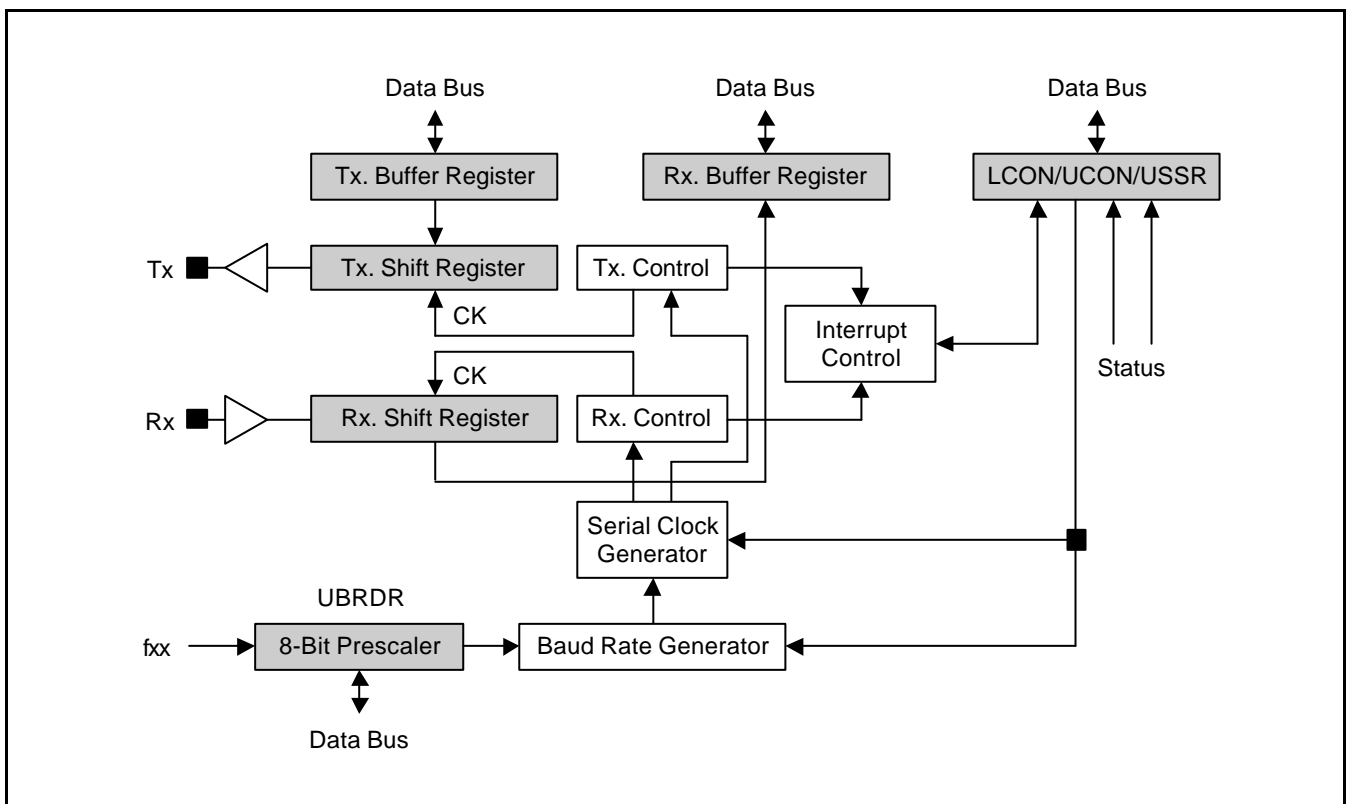 Data Bus
Data Bus
Data Bus
Tx. Buffer Register
Rx. Buffer Register
LCON/UCON/USSR
Tx
Tx. Shift Register
Tx. Control
CK
Interrupt
Control
Status
CK
Rx
Rx. Shift Register
Rx. Control
Serial Clock
Generator
UBRDR
fxx
8-Bit Prescaler
Baud Rate Generator
Data Bus